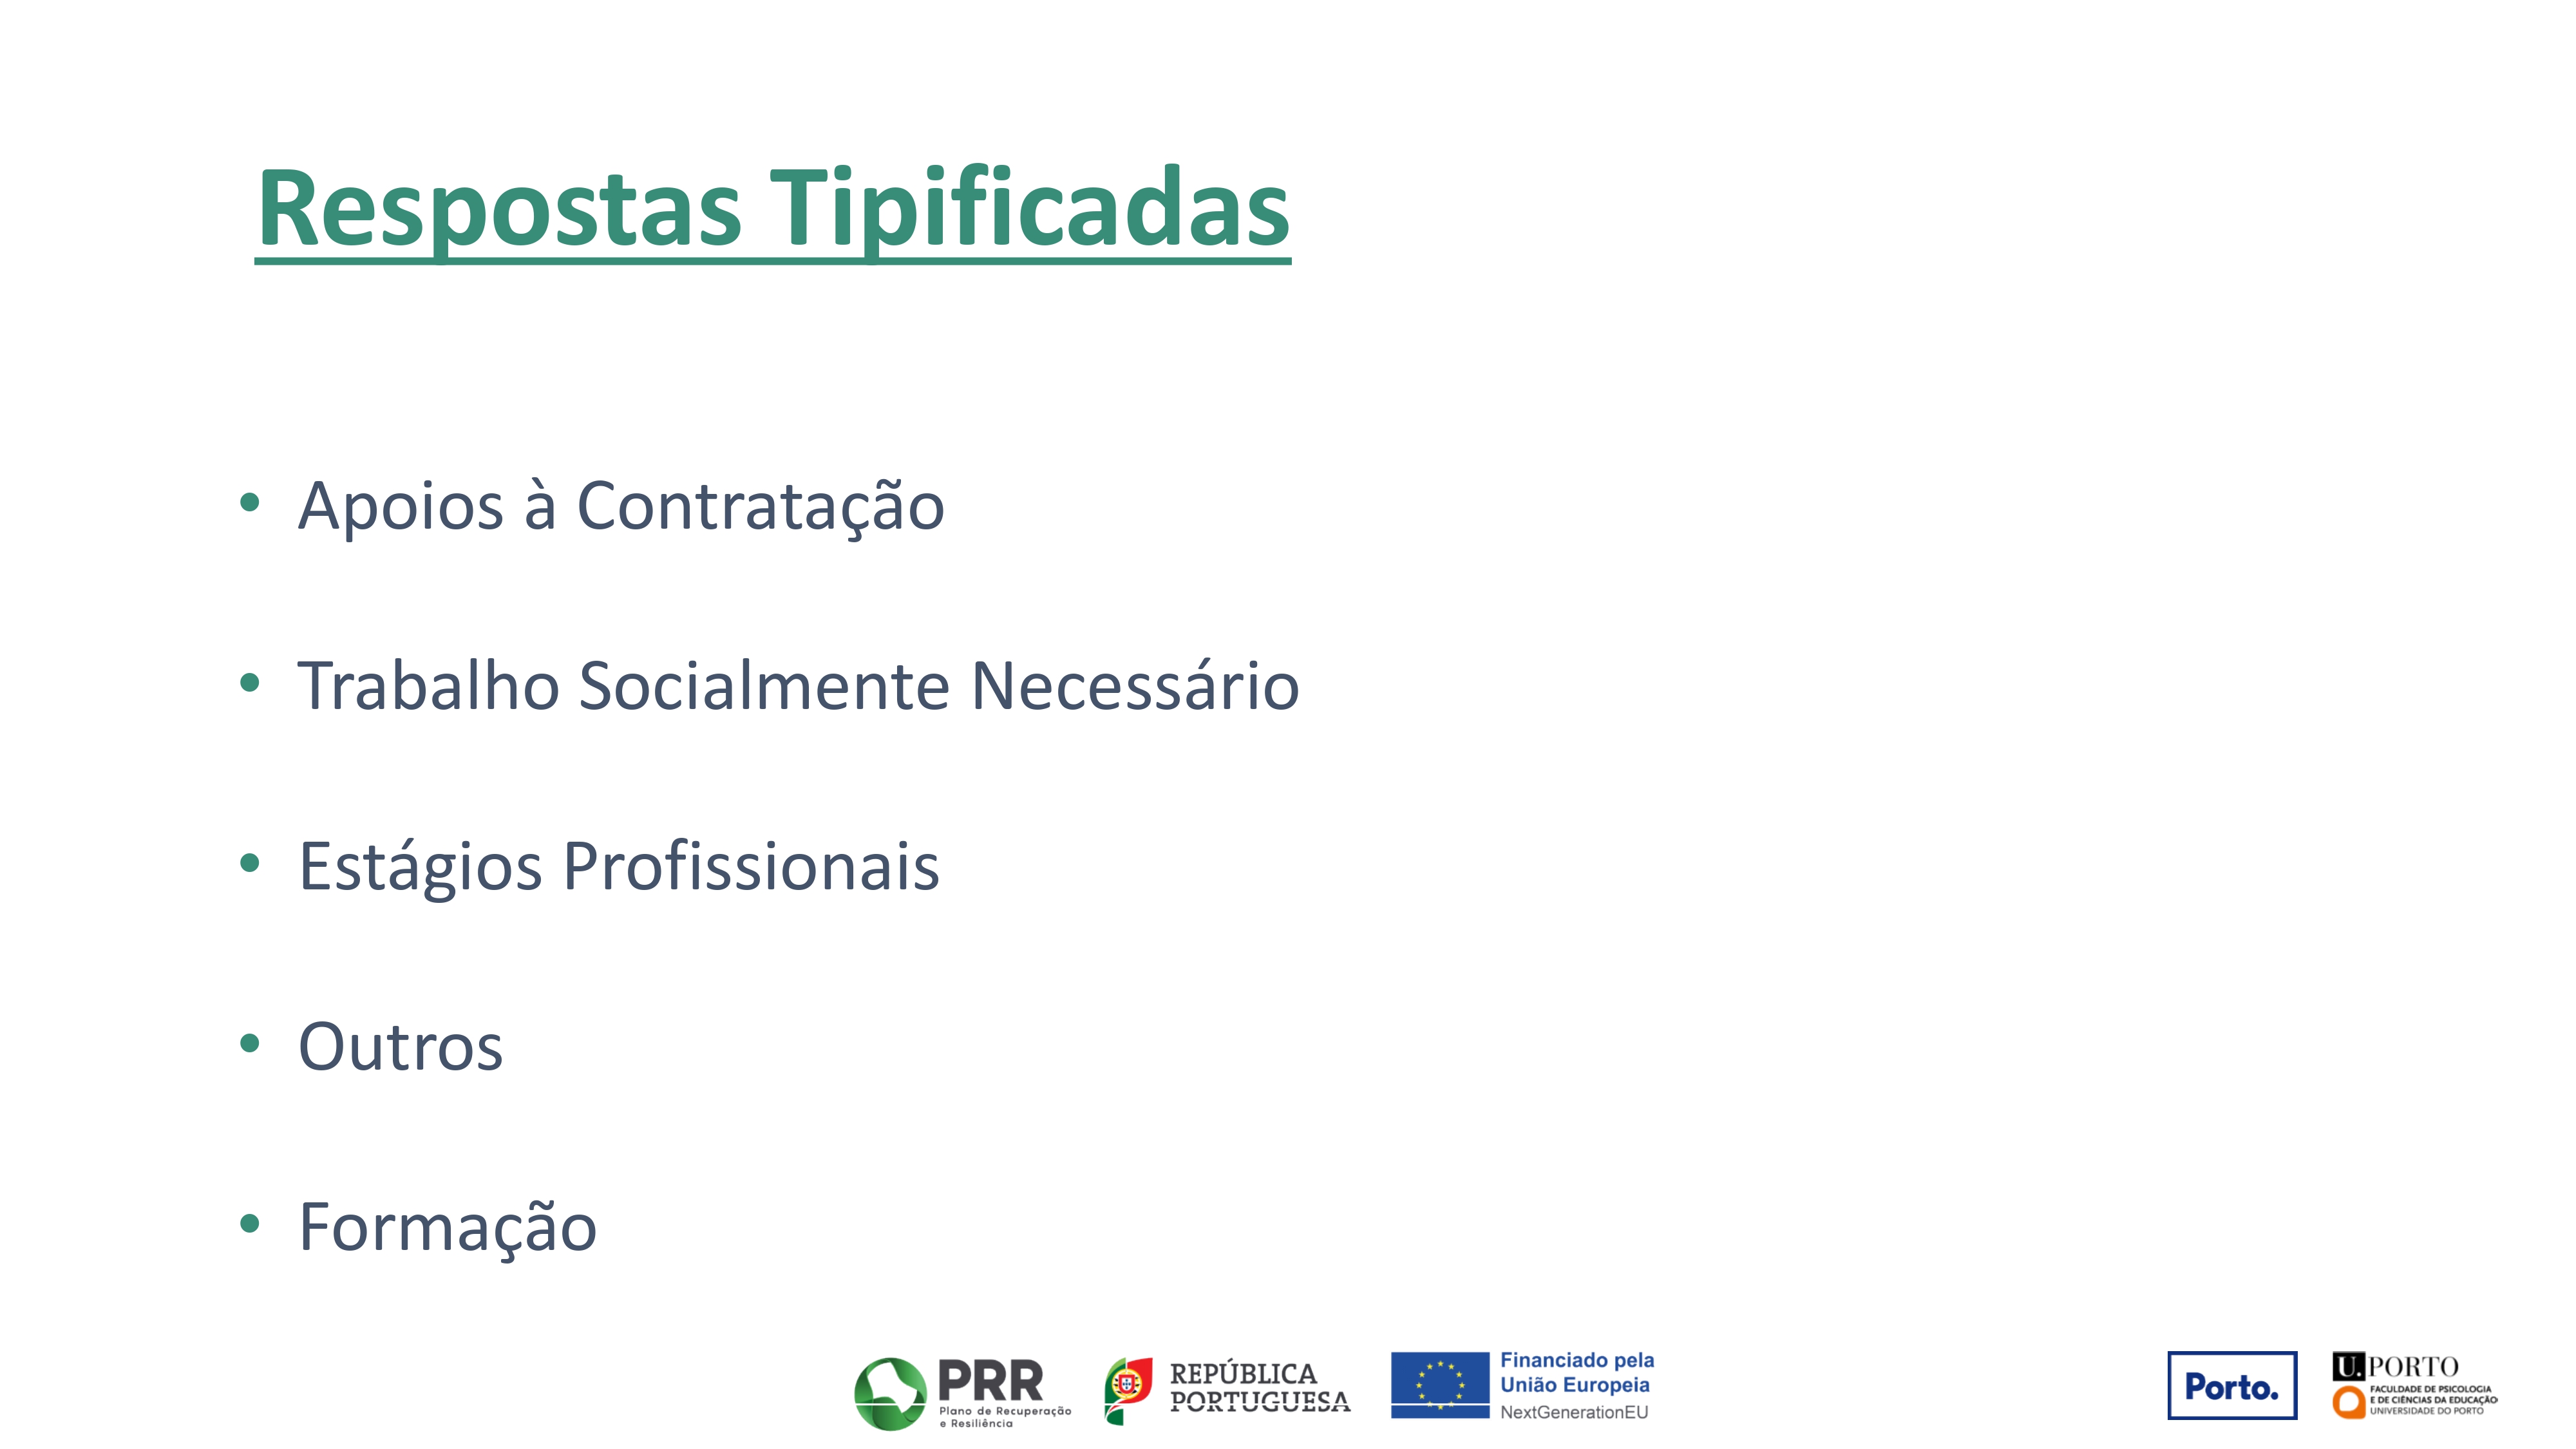 Respostas Tipificadas
• Apoios à Contratação
• Trabalho Socialmente Necessário
• Estágios Profissionais
• Outros
• Formação
PRR
Plano de Recuperação
e Resiliência
REPÚBLICA
PORTUGUESA
Financiado pela
União Europeia
NextGenerationEU
Porto.
U.PORTO
FACULDADE DE PSICOLOGIA
E DE CIÊNCIAS DA EDUCAÇÃO
UNIVERSIDADE DO PORTO